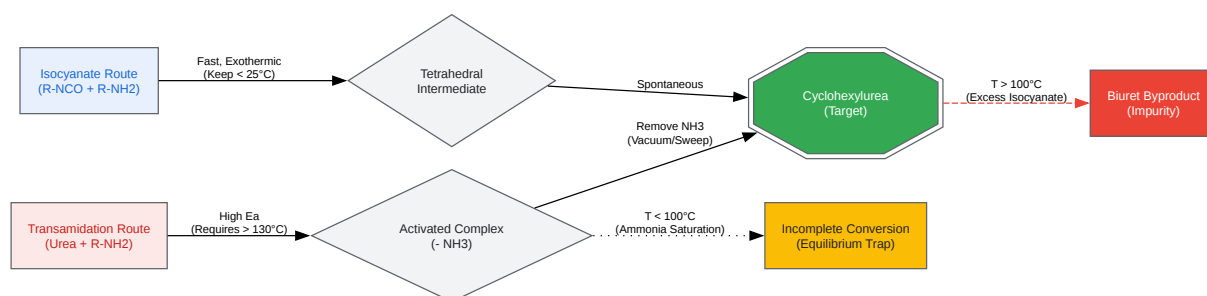 Isocyanate Route
(R-NCO + R-NH2)
Fast, Exothermic
(Keep < 25°C)
Tetrahedral
Intermediate
Spontaneous
Cyclohexylurea
(Target)
T > 100°C
(Excess Isocyanate)
Biuret Byproduct
(Impurity)
Remove NH3
(Vacuum/Sweep)
Transamidation Route
(Urea + R-NH2)
High Ea
(Requires > 130°C)
Activated Complex
(- NH3)
T < 100°C
(Ammonia Saturation)
Incomplete Conversion
(Equilibrium Trap)